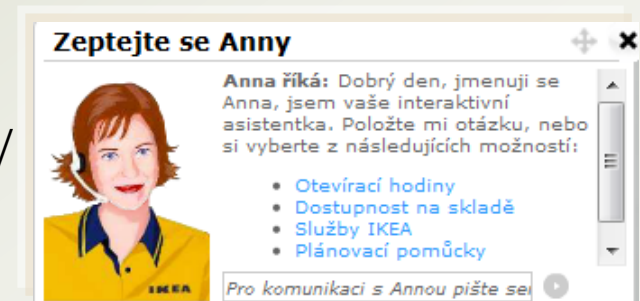 Zeptejte se Anny
Anna říká: Dobrý den, jmenuji se
Anna, jsem vaše interaktivní
asistentka. Položte mi otázku, nebo
si vyberte z následujících možností:
Otevírací hodiny
Dostupnost na skladě
Služby IKEA
Plánovací pomůcky
IKEA
Pro komunikaci s Annou pište